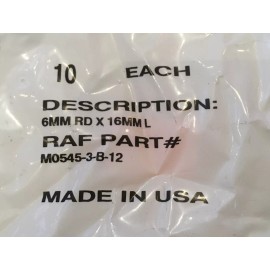 10 EACH
DESCRIPTION:
6MM RD X 16MM L
RAF PART#
M0545-3-B-12
MADE IN USA